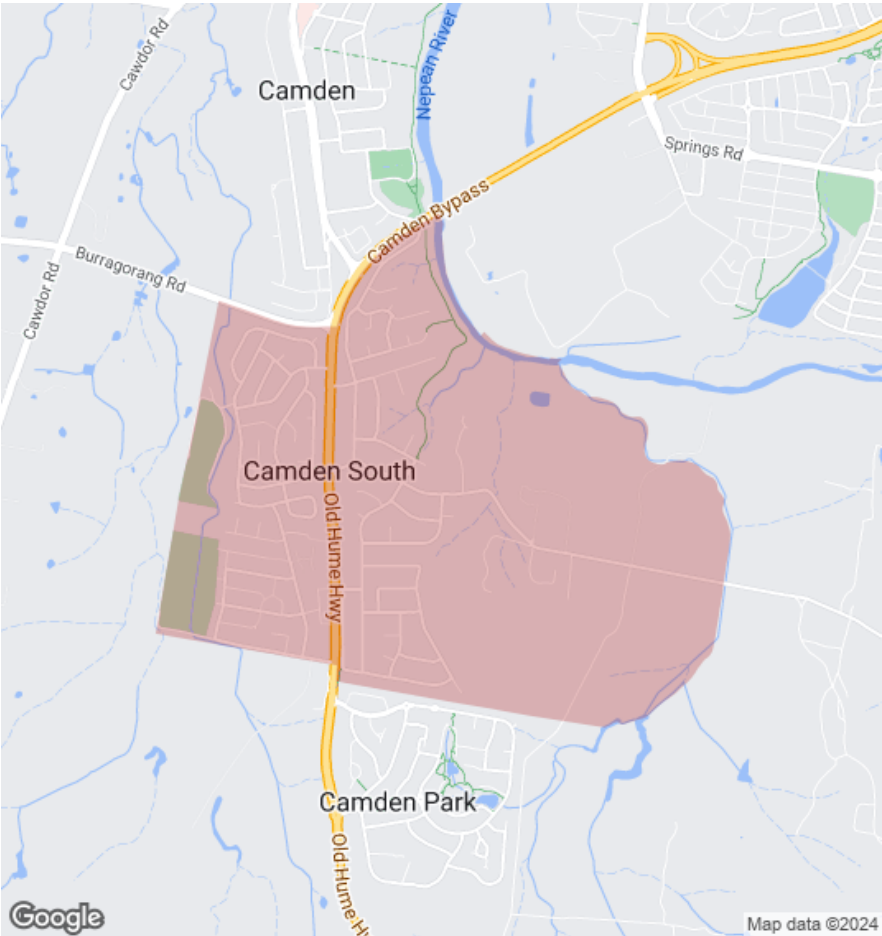 Cawdor Rd
Camden
Nepean River
Springs Rd
Camden Bypass
Burragorang Rd
Cawdor Rd
Camden South
Old Hume Hwy
Camden Park
Old Hume H
Google
Map data ©2024